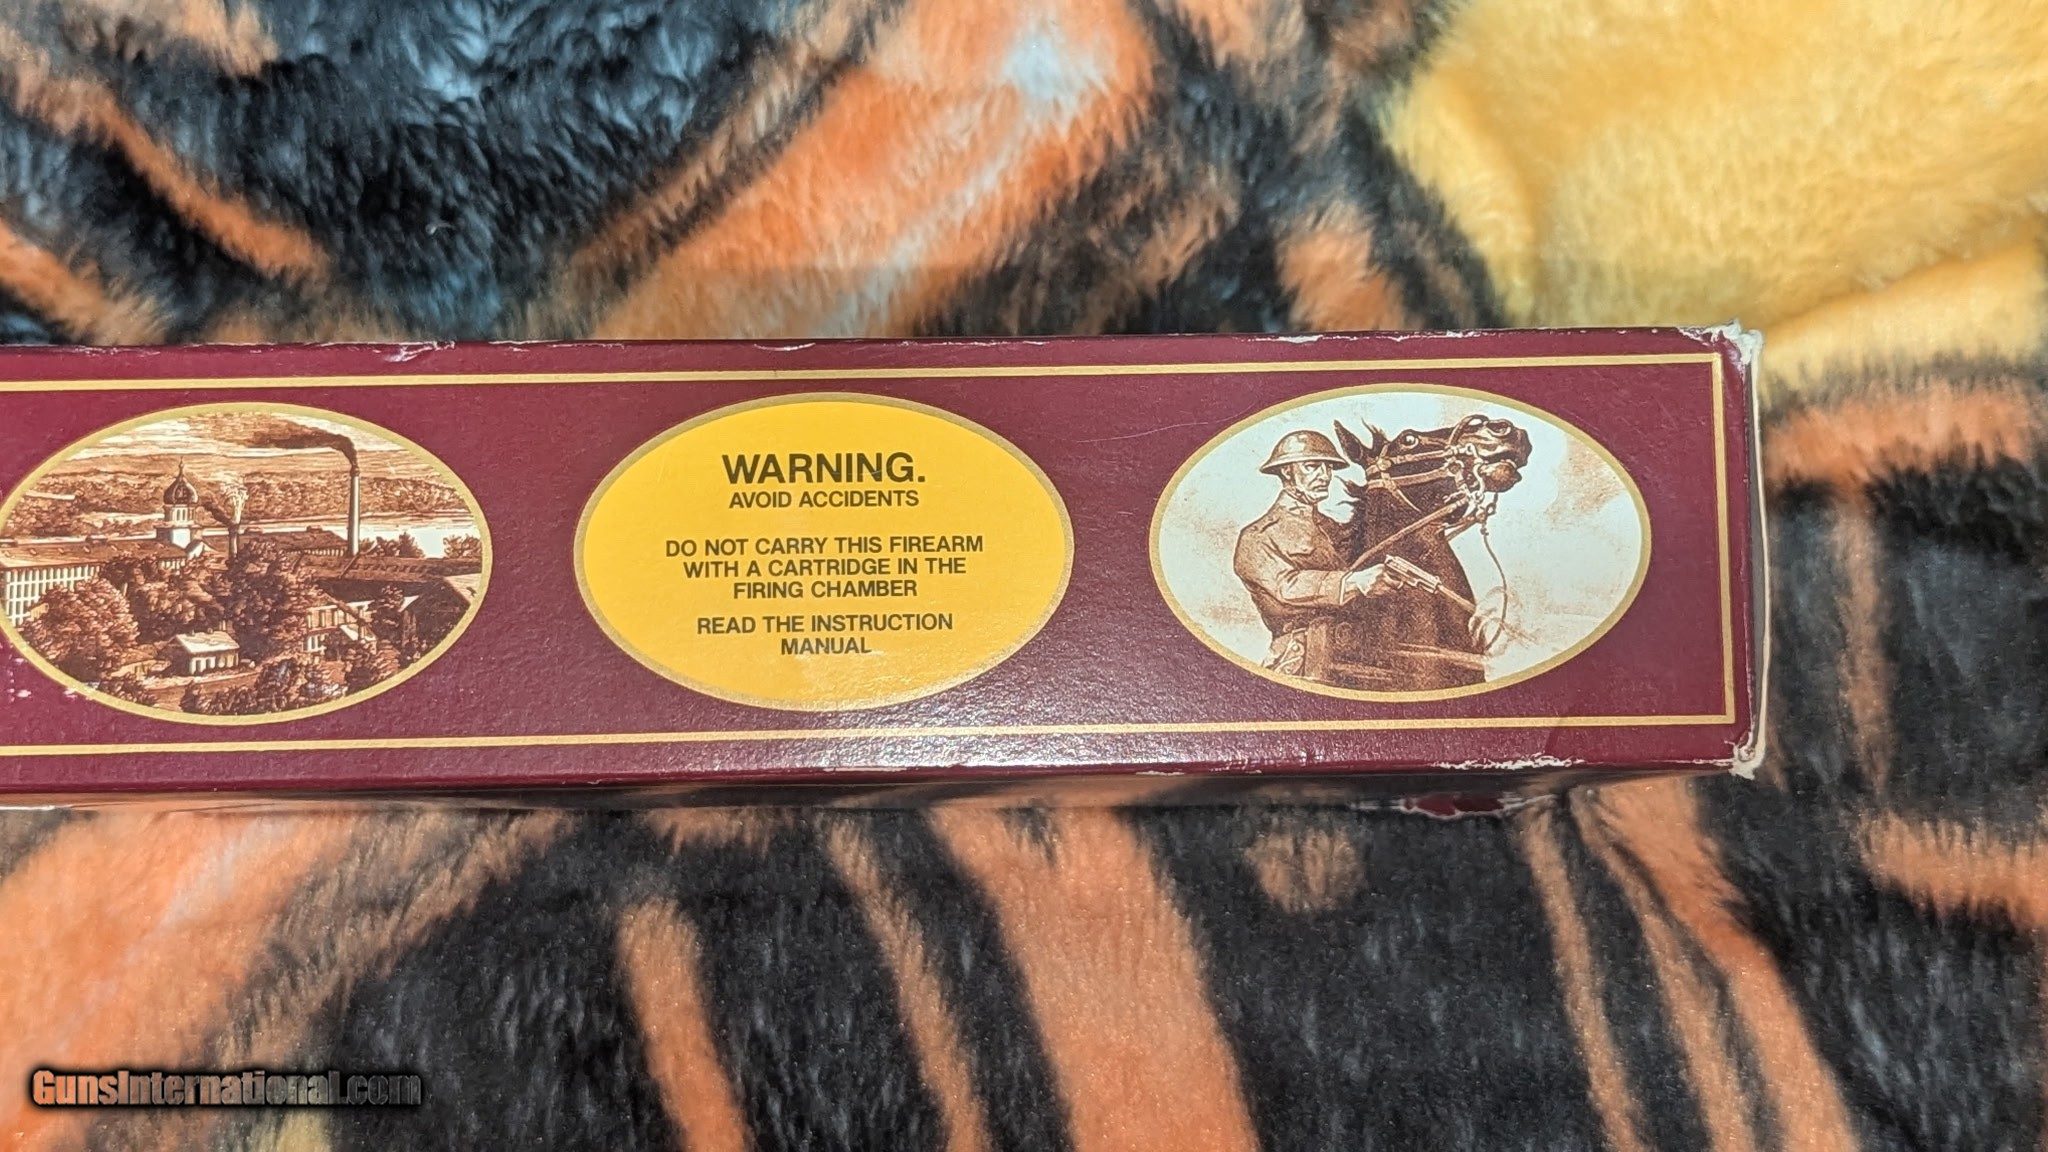 WARNING.
AVOID ACCIDENTS
DO NOT CARRY THIS FIREARM
WITH A CARTRIDGE IN THE
FIRING CHAMBER
READ THE INSTRUCTION
MANUAL
GunsInternational.com